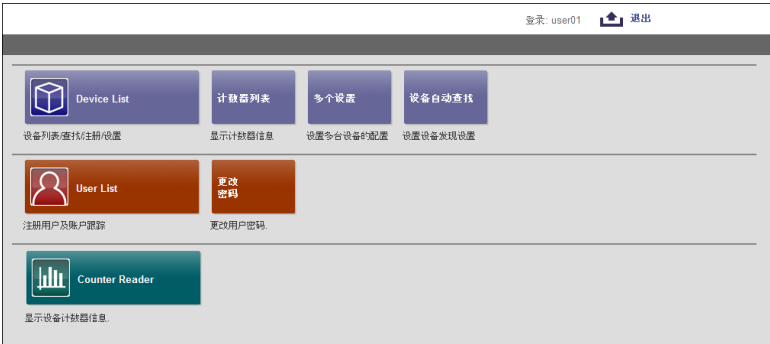 登录: user01 退出
Device List 计数器列表 多个设置 设备自动查找
设备列表/查找/注册/设置 显示计数器信息 设置多台设备的配置 设置设备发现设置
User List 更改
密码
注册用户及账户跟踪 更改用户密码.
Counter Reader
显示设备计数器信息.